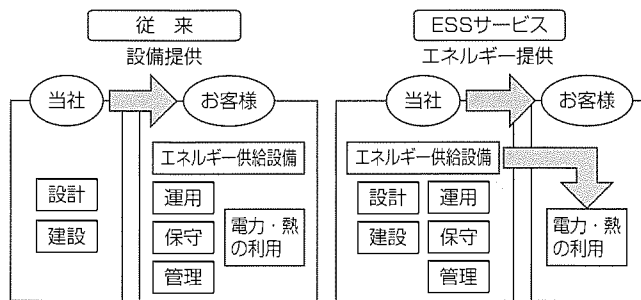 従来
設備提供
当社
お客様
エネルギー供給設備
設計
建設
運用
保守
管理
電力・熱
の利用
ESSサービス
エネルギー提供
当社
お客様
エネルギー供給設備
設計
運用
建設
保守
管理
電力・熱
の利用